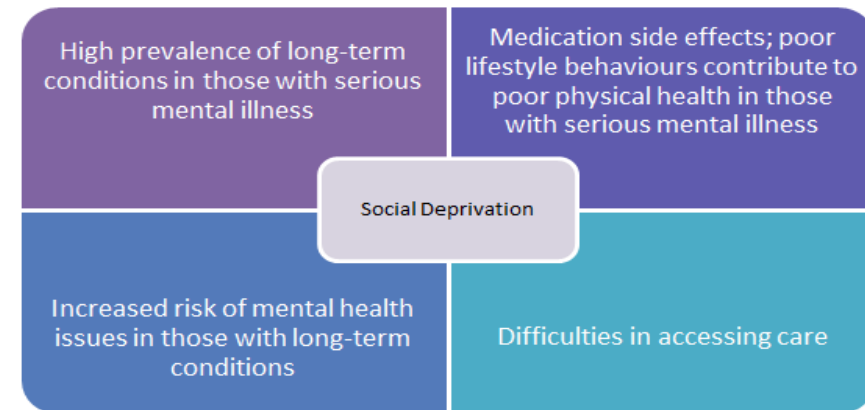 High prevalence of long-term
conditions in those with serious
mental illness
Medication side effects; poor
lifestyle behaviours contribute to
poor physical health in those
with serious mental illness
Social Deprivation
Increased risk of mental health
issues in those with long-term
conditions
Difficulties in accessing care